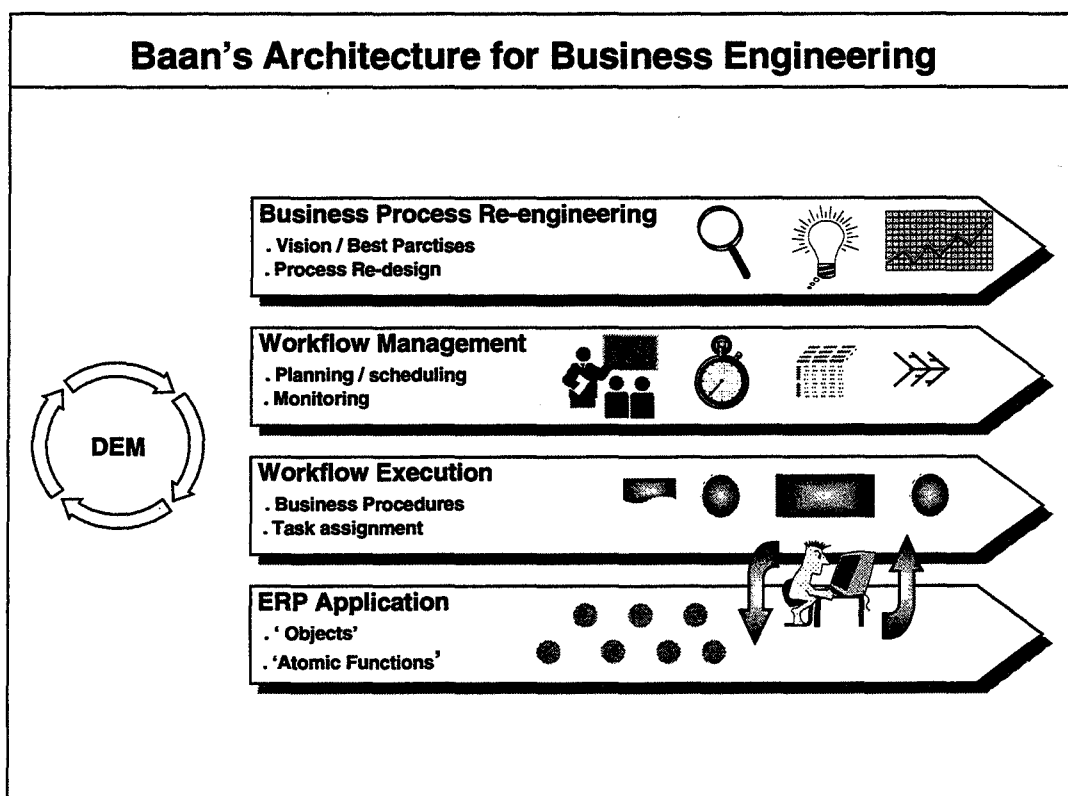 Baan's Architecture for Business Engineering
Business Process Re-engineering
. Vision / Best Parctises
. Process Re-design
Workflow Management
. Planning / scheduling
. Monitoring
DEM
Workflow Execution
. Business Procedures
. Task assignment
ERP Application
. ' Objects'
. 'Atomic Functions'